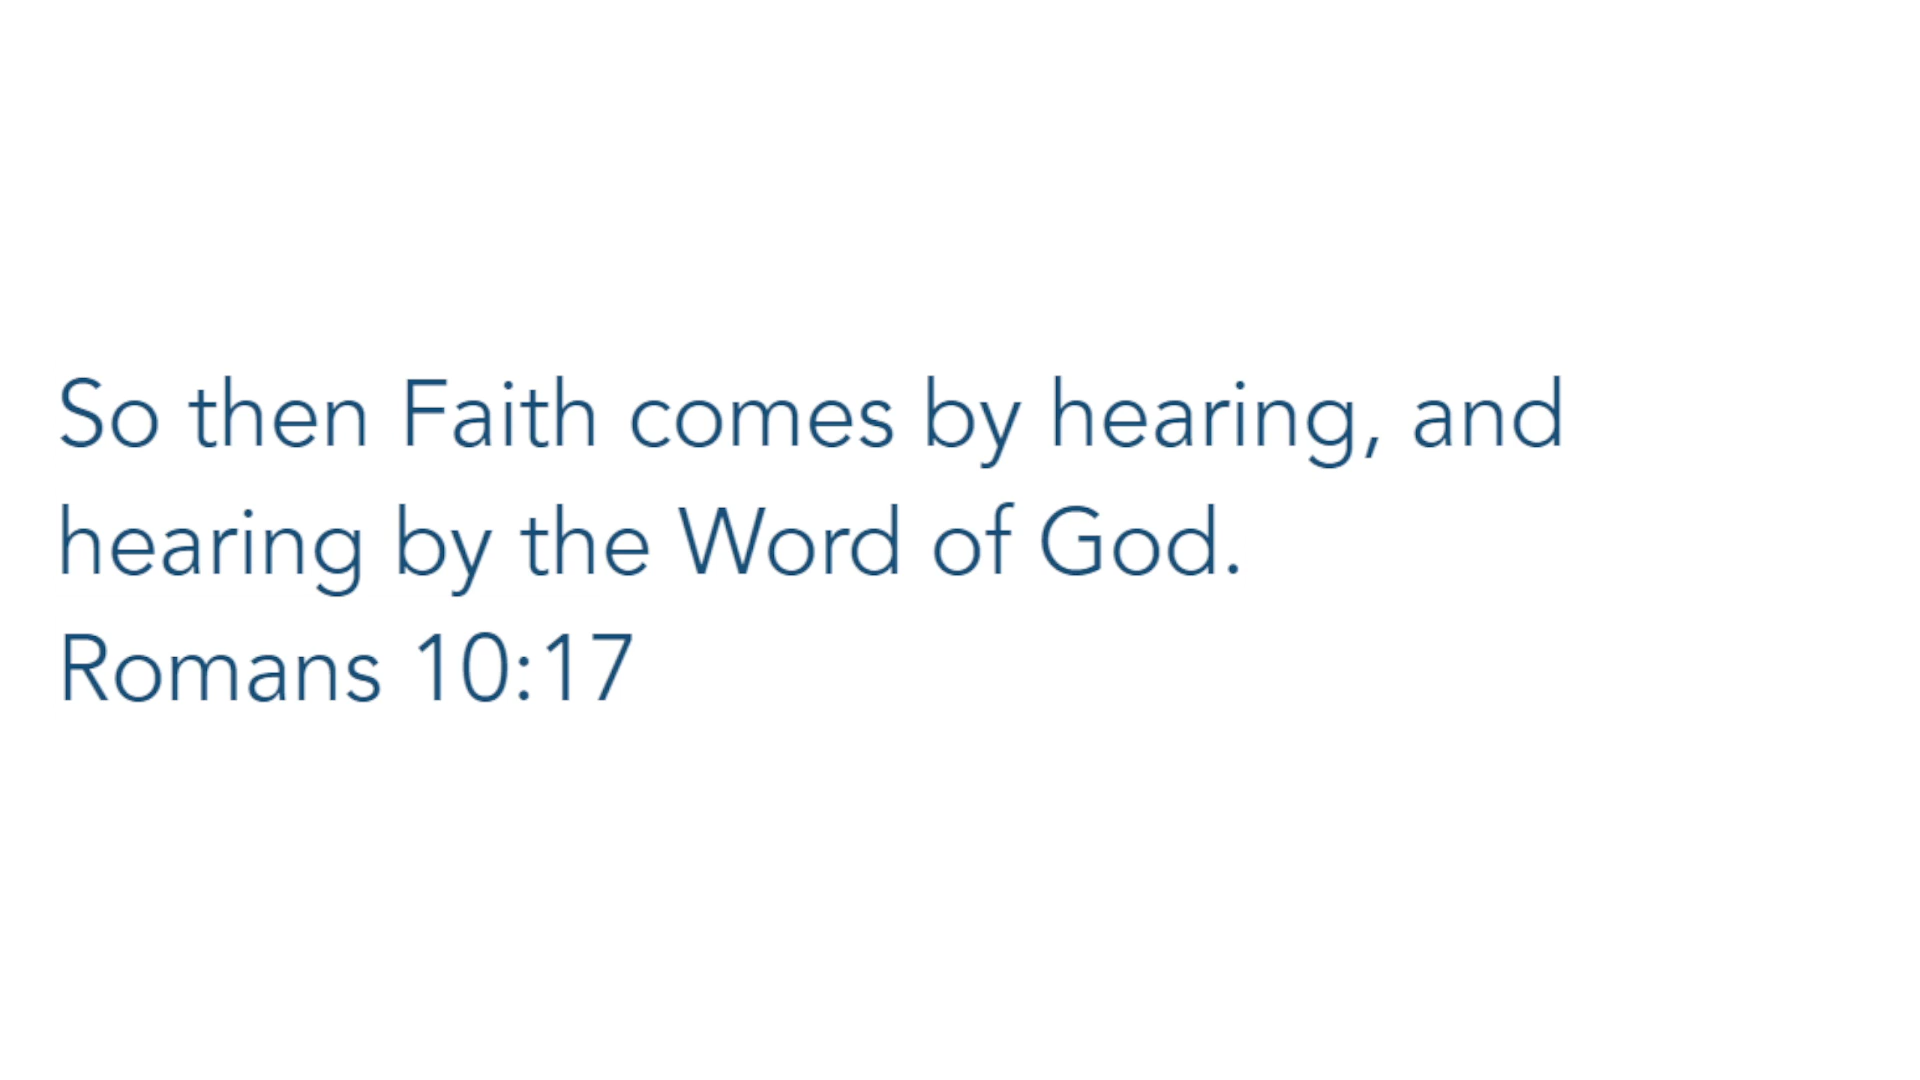 So then Faith comes by hearing, and
hearing by the Word of God.
Romans 10:17